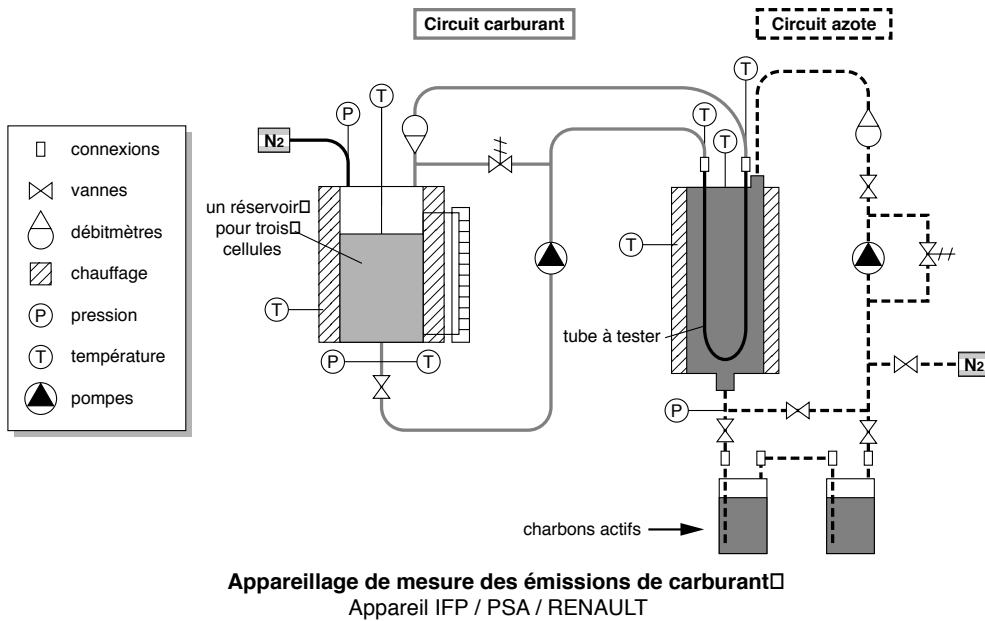 Circuit carburant
Circuit azote
T
T
P
T
N2
T
connexions
vannes
débitmètres
chauffage
P pression
T température
pompes
un réservoir□
pour trois□
cellules
T
T
tube à tester
P
T
N2
P
charbons actifs
Appareillage de mesure des émissions de carburant□
Appareil IFP / PSA / RENAULT